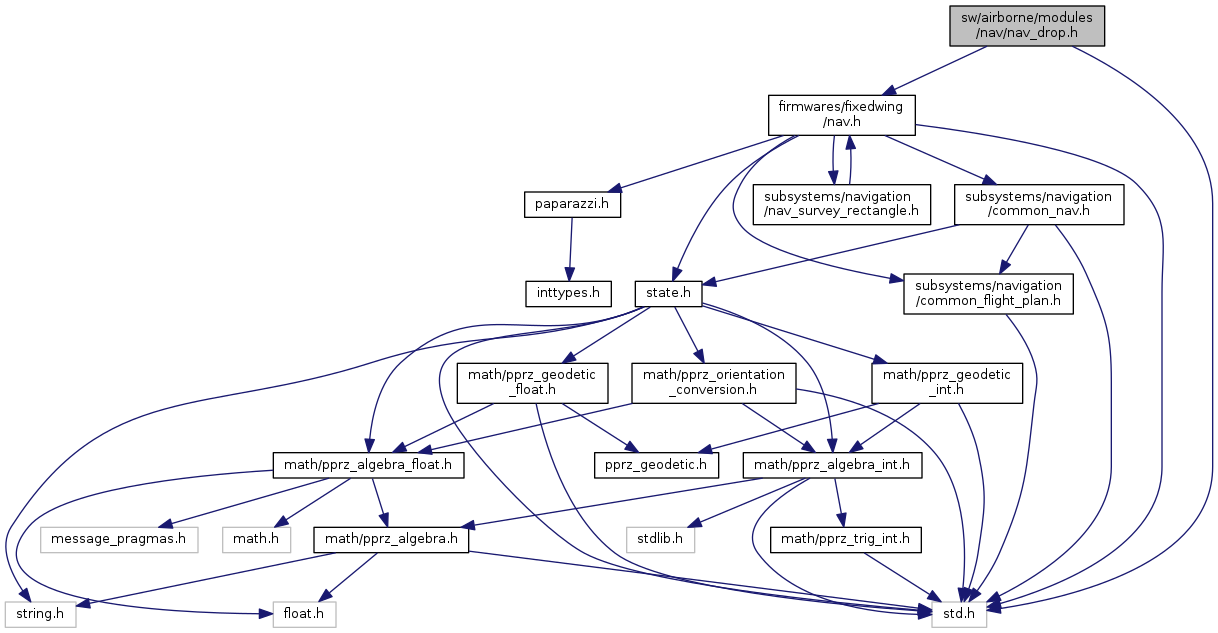 sw/airborne/modules
/nav/nav_drop.h
firmwares/fixedwing
/nav.h
paparazzi.h
subsystems/navigation
/nav_survey_rectangle.h
subsystems/navigation
/common_nav.h
inttypes.h
state.h
subsystems/navigation
/common_flight_plan.h
math/pprz_geodetic
_float.h
math/pprz_orientation
_conversion.h
math/pprz_geodetic
_int.h
math/pprz_algebra_float.h
pprz_geodetic.h
math/pprz_algebra_int.h
message_pragmas.h
math.h
math/pprz_algebra.h
stdlib.h
math/pprz_trig_int.h
string.h
float.h
std.h